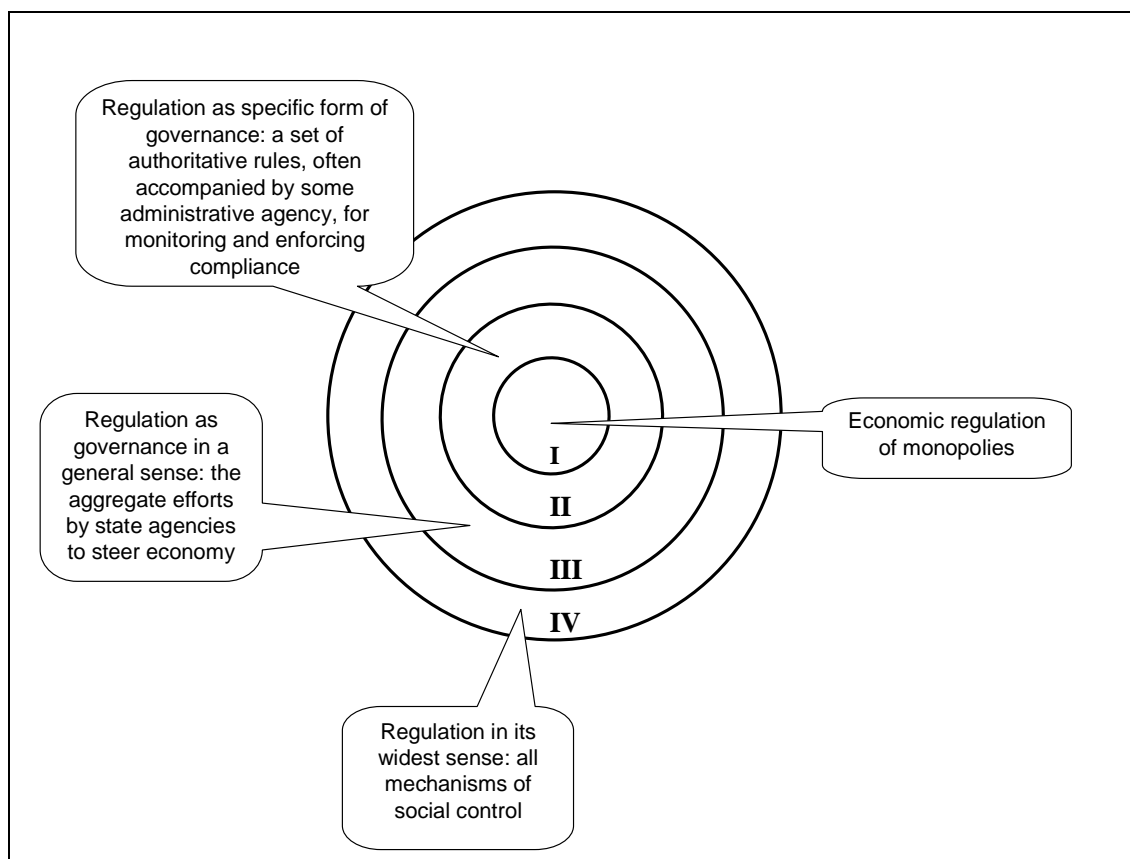 Regulation as specific form of
governance: a set of
authoritative rules, often
accompanied by some
administrative agency, for
monitoring and enforcing
compliance
Regulation as
governance in a
general sense: the
aggregate efforts
by state agencies
to steer economy
Economic regulation
of monopolies
I
II
III
IV
Regulation in its
widest sense: all
mechanisms of
social control